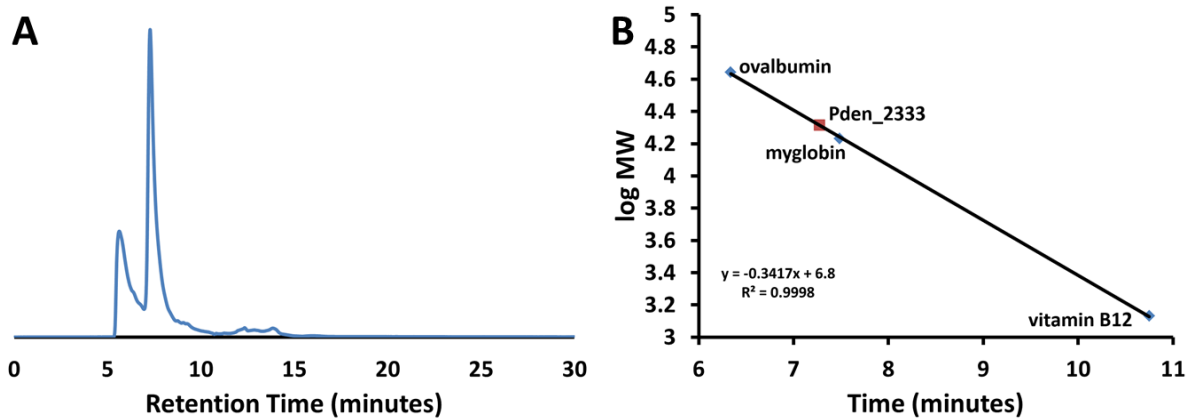 A
0 5 10 15 20 25 30
Retention Time (minutes)
B
5
4.8
4.6
4.4
4.2
4
3.8
3.6
3.4
3.2
3
log MW
ovalbumin
Pden_2333
myglobin
y = -0.3417x + 6.8
R² = 0.9998
vitamin B12
6 7 8 9 10 11
Time (minutes)